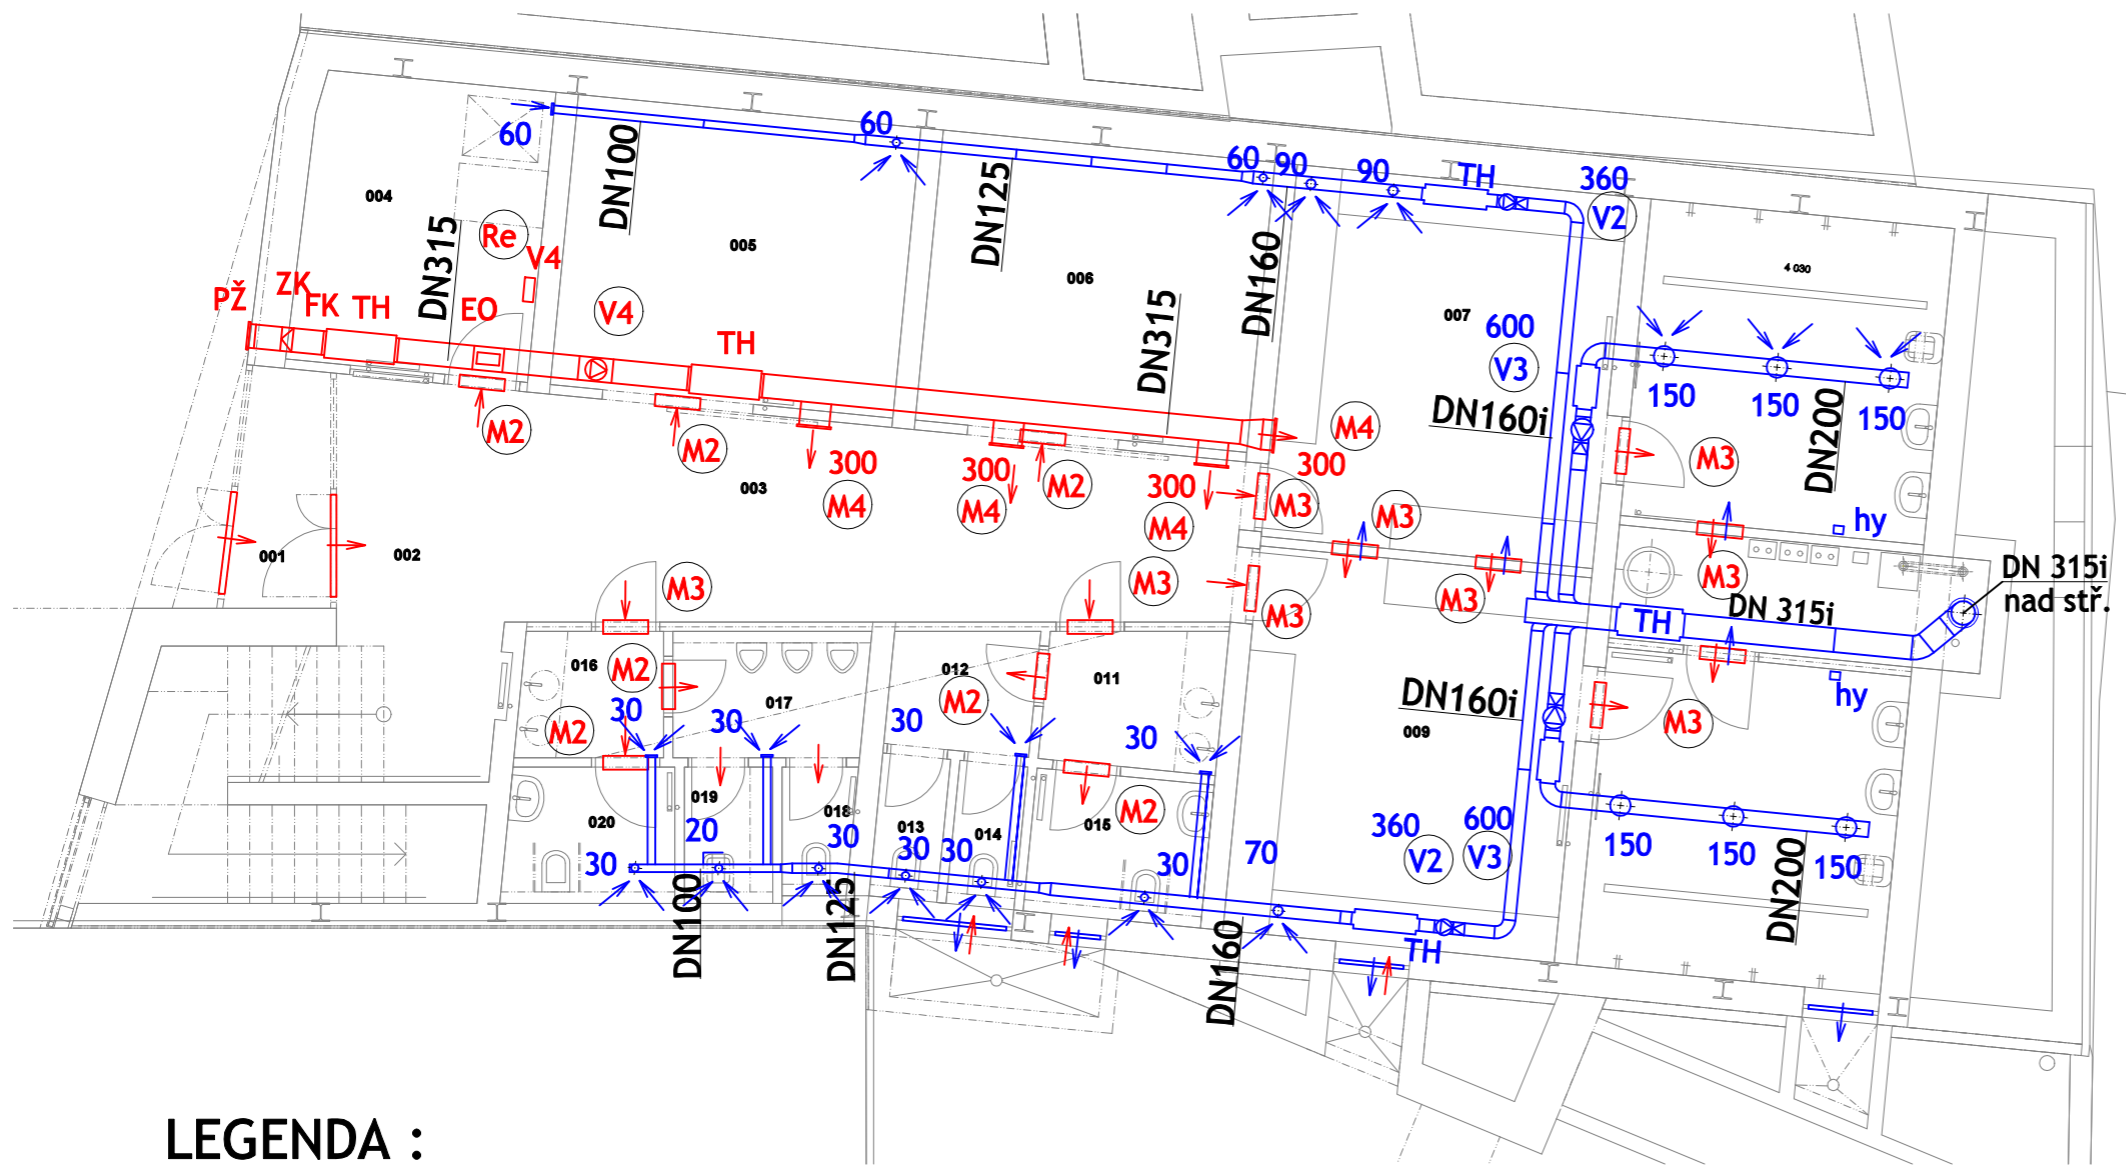 60
DN100
60
DN125
60
90
90
TH
360
V2
004
005
006
007
4 030
DN315
Re
V4
V4
PŽ
ZK
FK
TH
EO
TH
DN315
DN160
600
V3
DN160i
150
150
150
DN200
M2
M2
300
M4
300
M4
M2
300
M4
300
M4
M3
M3
M3
003
001
002
hy
DN 315i
nad stř.
M3
M3
M3
M3
M3
M3
TH
DN 315i
016
M2
017
012
M2
011
30
M2
30
30
30
DN160i
009
M3
hy
020
019
018
013
014
015
M2
20
30
30
30
30
30
70
360
V2
600
V3
150
150
150
DN200
DN100
DN125
DN160
TH
LEGENDA :